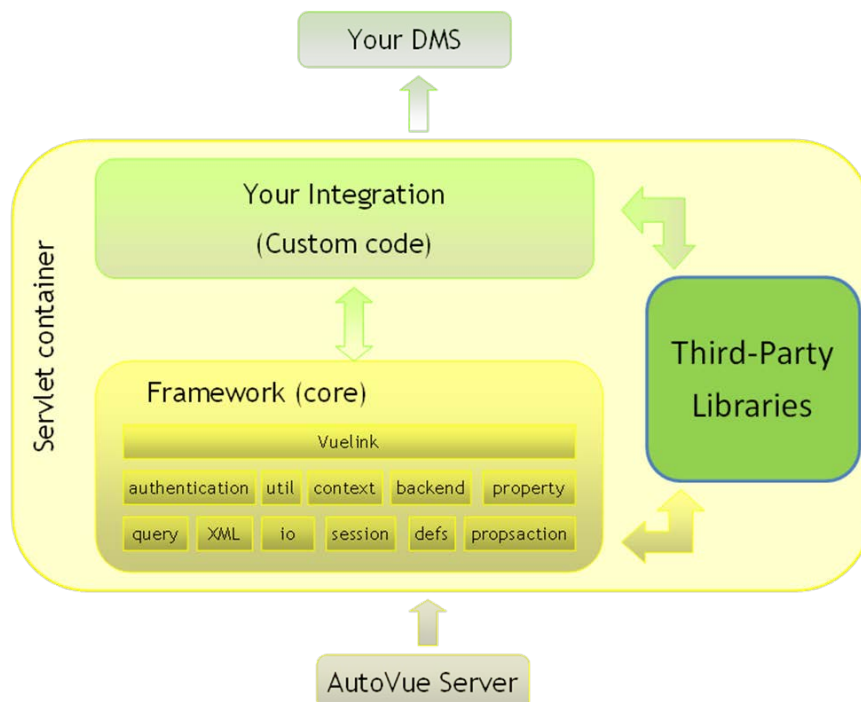 Your DMS
Servlet container
Your Integration
(Custom code)
Third-Party
Libraries
Framework (core)
Vuelink
authentication util context backend property
query XML io session defs propsaction
AutoVue Server